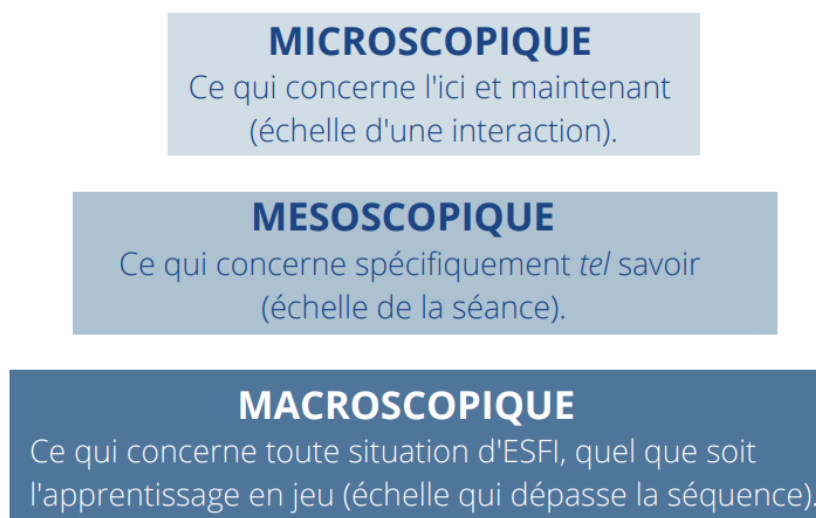 MICROSCOPIQUE
Ce qui concerne l'ici et maintenant
(échelle d'une interaction).
MESOSCOPIQUE
Ce qui concerne spécifiquement tel savoir
(échelle de la séance).
MACROSCOPIQUE
Ce qui concerne toute situation d'ESFI, quel que soit
l'apprentissage en jeu (échelle qui dépasse la séquence).